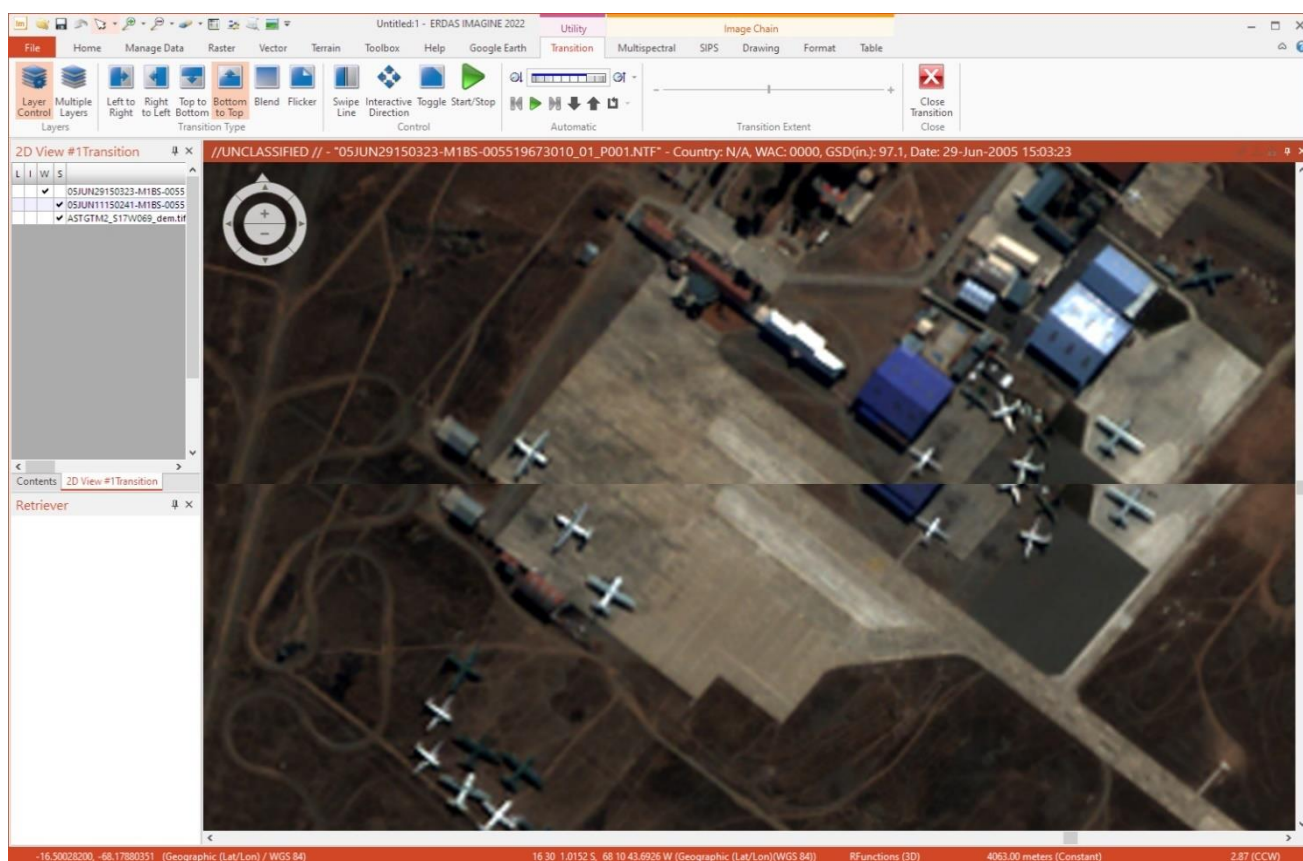 Untitled:1 - ERDAS IMAGINE 2022
Utility
Image Chain
File Home Manage Data Raster Vector Terrain Toolbox Help Google Earth Transition Multispectral SIPS Drawing Format Table
Layer Control
Multiple Layers
Layers
Left to Right
Right to Left
Top to Bottom
Bottom to Top
Blend
Flicker
Transition Type
Swipe Line
Interactive Direction
Toggle
Start/Stop
Control
Automatic
Transition Extent
Close Transition
Close
2D View #1Transition
//UNCLASSIFIED // - "05JUN29150323-M1BS-005519673010_01_P001.NTF" - Country: N/A, WAC: 0000, GSD(in.): 97.1, Date: 29-Jun-2005 15:03:23
L I W S
05JUN29150323-M1BS-0055
05JUN11150241-M1BS-0055
ASTGTM2_S17W069_dem.tif
Contents 2D View #1Transition
Retriever
-16.50028200, -68.17880351 (Geographic (Lat/Lon) / WGS 84) 16 30 1.0152 S, 68 10 43.6926 W (Geographic (Lat/Lon)(WGS 84)) RFunctions (3D) 4063.00 meters (Constant) 2.87 (CCW)